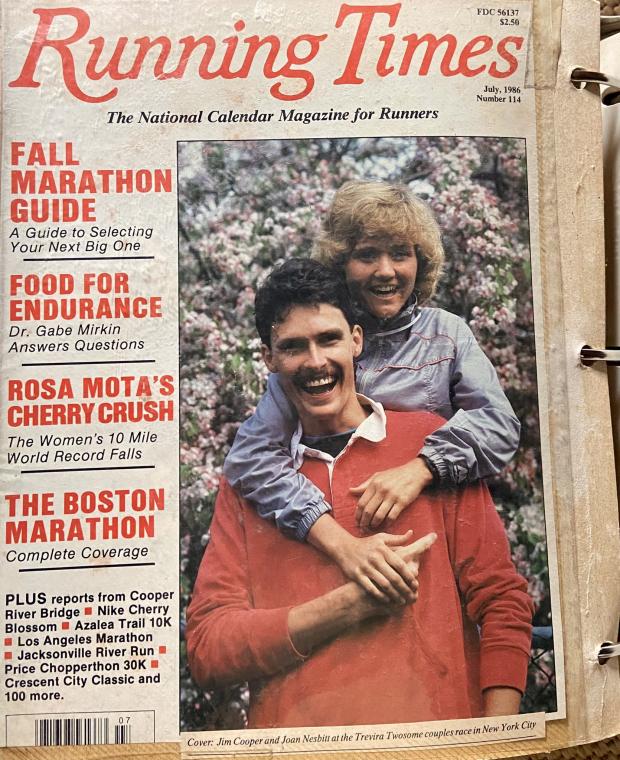 Running Times
FDC 56137
$2.50
July, 1986
Number 114
The National Calendar Magazine for Runners
FALL
MARATHON
GUIDE
A Guide to Selecting
Your Next Big One
FOOD FOR
ENDURANCE
Dr. Gabe Mirkin
Answers Questions
ROSA MOTA'S
CHERRY CRUSH
The Women's 10 Mile
World Record Falls
THE BOSTON
MARATHON
Complete Coverage
PLUS reports from Cooper
River Bridge ■ Nike Cherry
Blossom ■ Azalea Trail 10K
■ Los Angeles Marathon
■ Jacksonville River Run ■
Price Chopperthon 30K ■
Crescent City Classic and
100 more.
07
Cover: Jim Cooper and Joan Nesbitt at the Trevira Twosome couples race in New York City